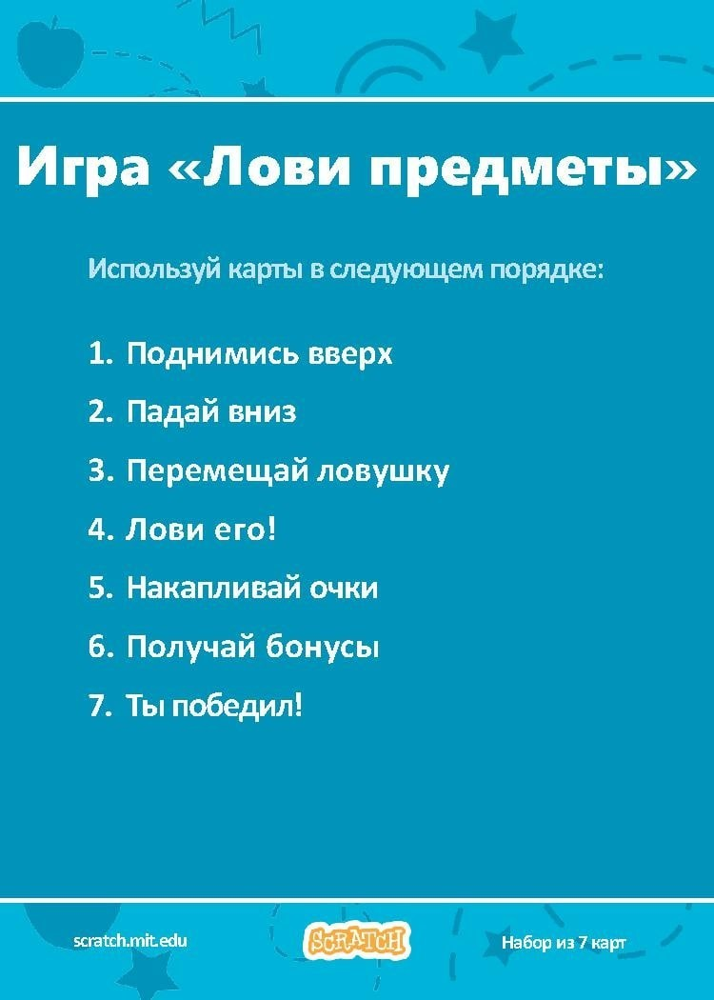 Игра «Лови предметы»
Используй карты в следующем порядке:
1. Поднимись вверх
2. Падай вниз
3. Перемещай ловушку
4. Лови его!
5. Накапливай очки
6. Получай бонусы
7. Ты победил!
scratch.mit.edu
SCRATCH
Набор из 7 карт